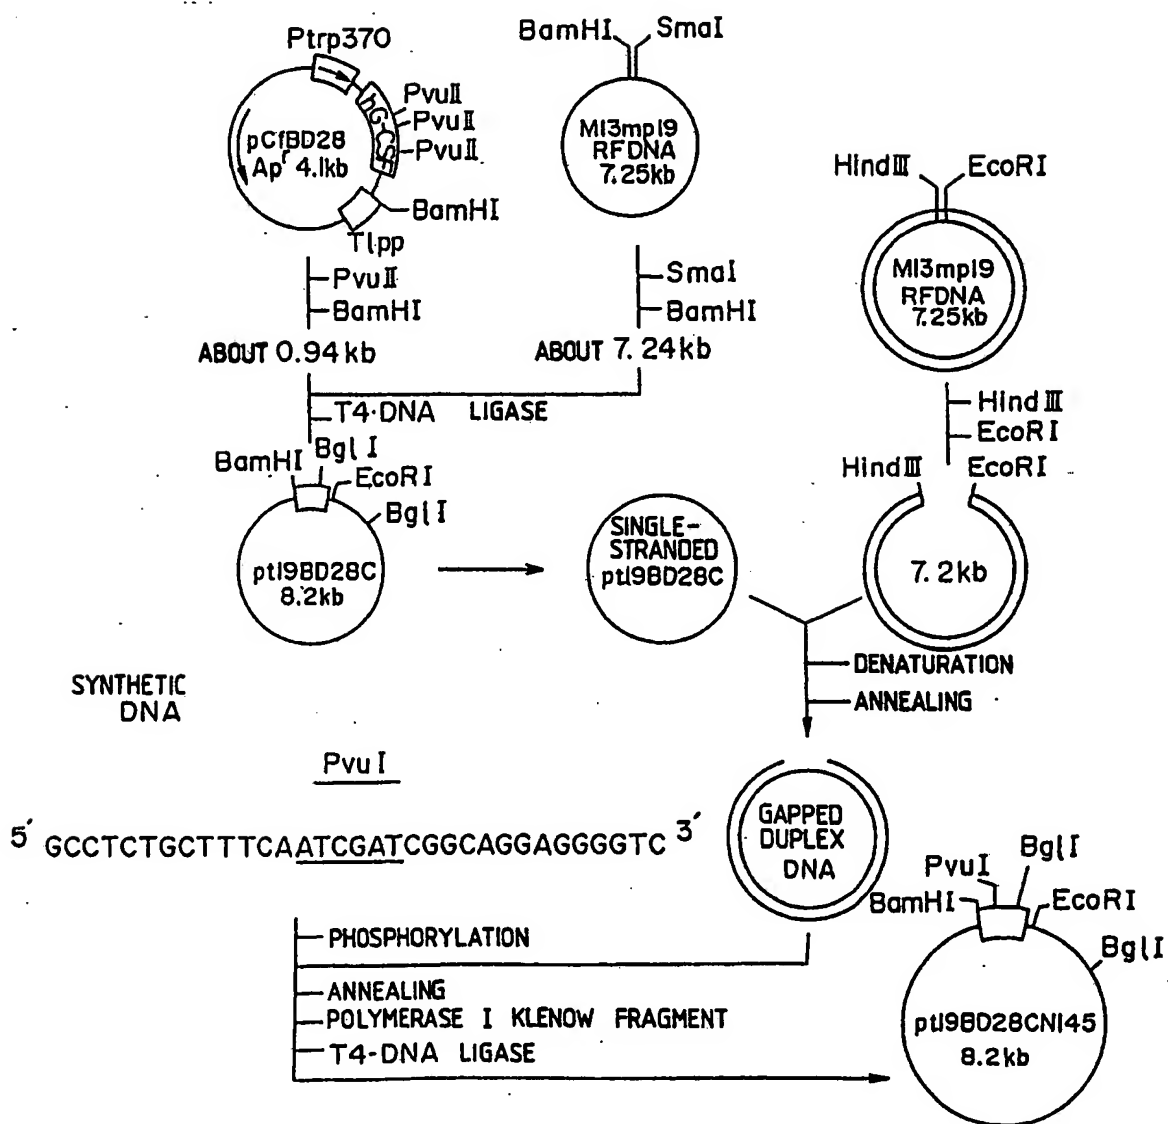 Ptrp370
hG-CSF
PvuII
PvuII
PvuII
pCfBD28
Apr 4.1kb
BamHI
Tlpp
PvuII
BamHI
ABOUT 0.94kb
BamHI
SmaI
M13mp19
RFDNA
7.25kb
SmaI
BamHI
ABOUT 7.24kb
T4·DNA LIGASE
HindIII
EcoRI
M13mp19
RFDNA
7.25kb
HindIII
EcoRI
HindIII
EcoRI
7.2kb
BamHI
BglI
EcoRI
BglI
pt19BD28C
8.2kb
SINGLE-
STRANDED
pt19BD28C
DENATURATION
ANNEALING
SYNTHETIC
DNA
PvuI
5′ GCCTCTGCTTTCAATCGATCGGCAGGAGGGGTC 3′
GAPPED
DUPLEX
DNA
PHOSPHORYLATION
ANNEALING
POLYMERASE I KLENOW FRAGMENT
T4-DNA LIGASE
BamHI
PvuI
BglI
EcoRI
BglI
pt19BD28CN145
8.2kb